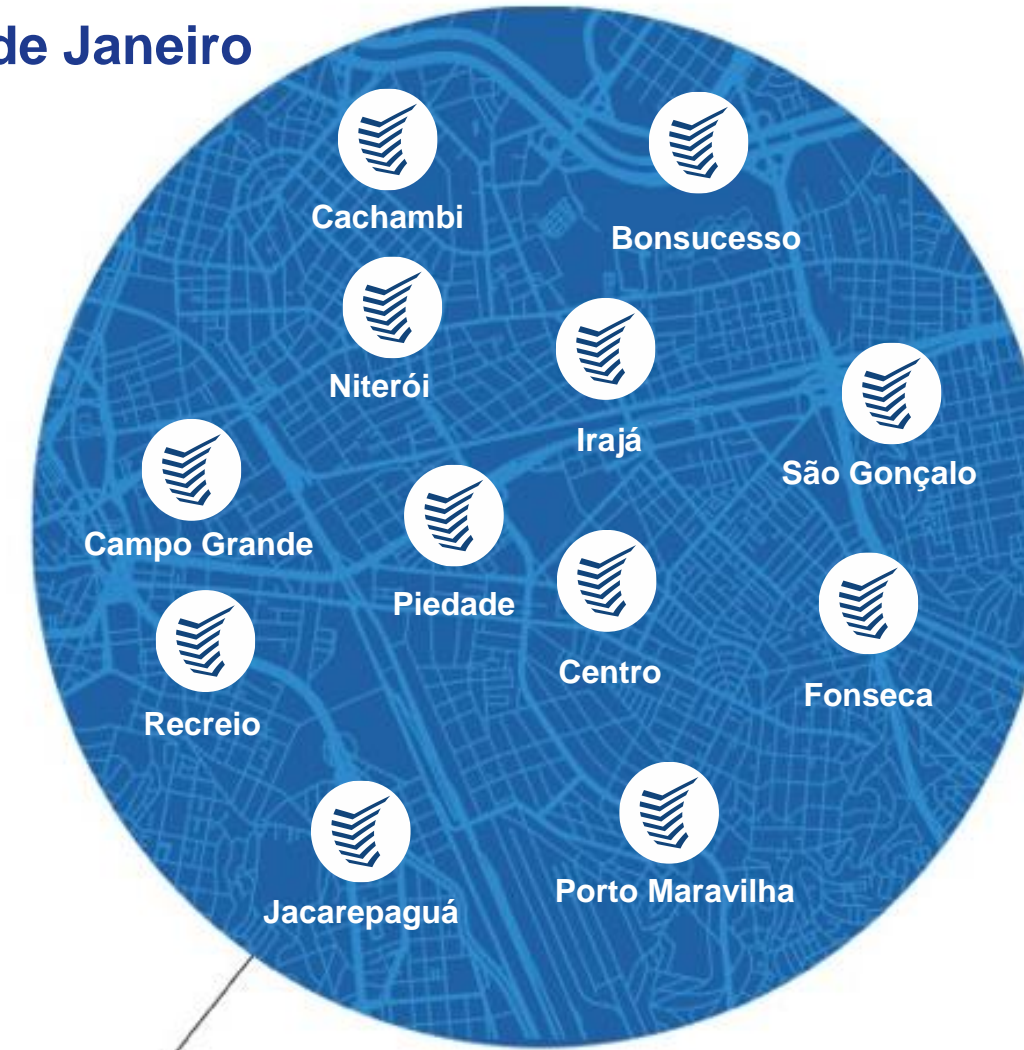 de Janeiro
Cachambi
Bonsucesso
Niterói
Irajá
São Gonçalo
Campo Grande
Piedade
Centro
Fonseca
Recreio
Porto Maravilha
Jacarepaguá